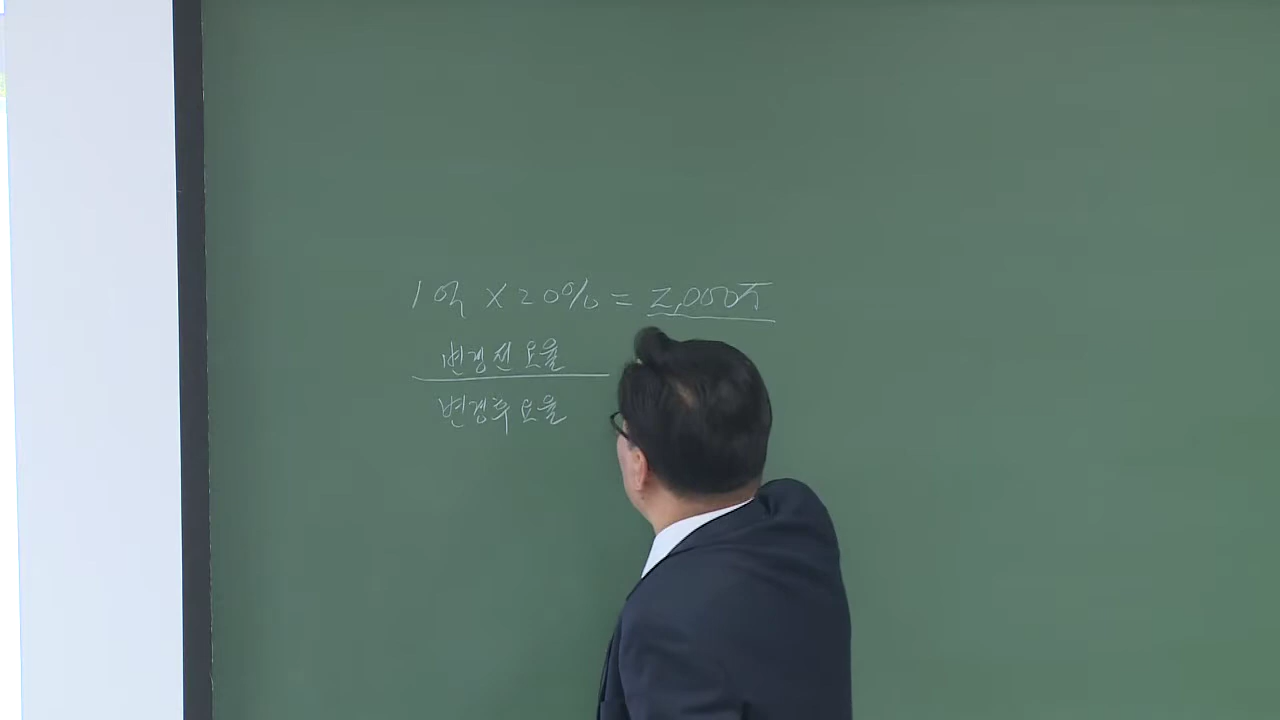 1억 × 20% = 2,000万
변경전 요율
변경후 요율